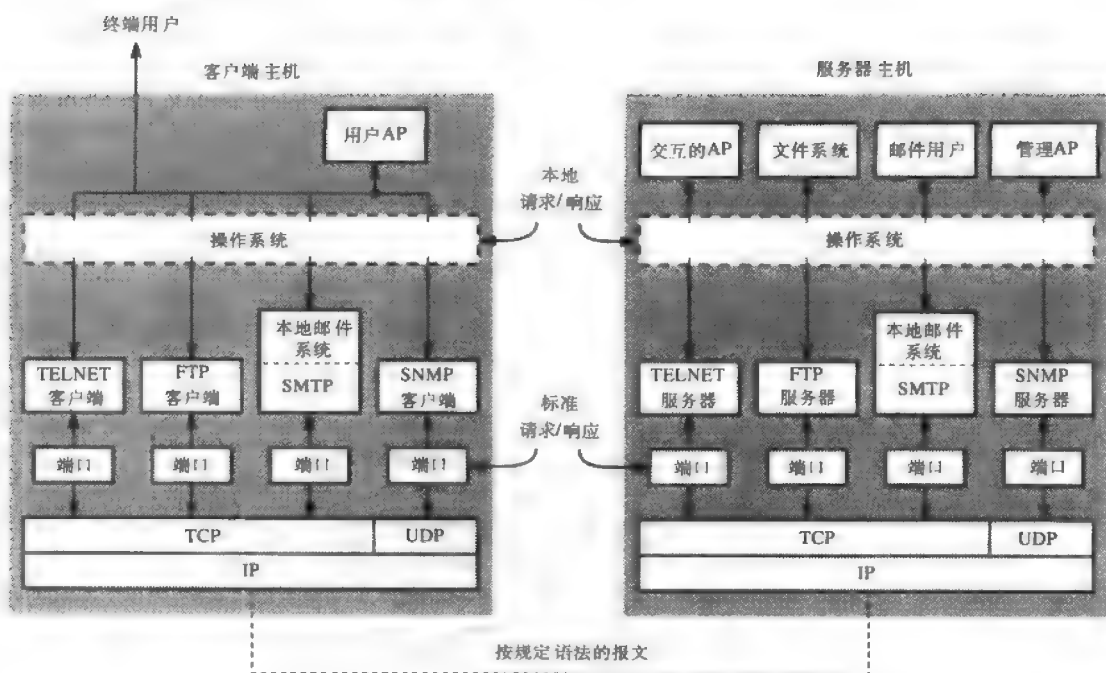 终端用户
客户端主机
服务器主机
用户AP
交互的AP
文件系统
邮件用户
管理AP
本地
请求/响应
操作系统
操作系统
本地邮件
系统
SMTP
TELNET
客户端
FTP
客户端
SNMP
客户端
本地邮件
系统
SMTP
TELNET
服务器
FTP
服务器
SNMP
服务器
标准
请求/响应
端口
端口
端口
端口
端口
端口
端口
端口
TCP
UDP
TCP
UDP
IP
IP
按规定语法的报文